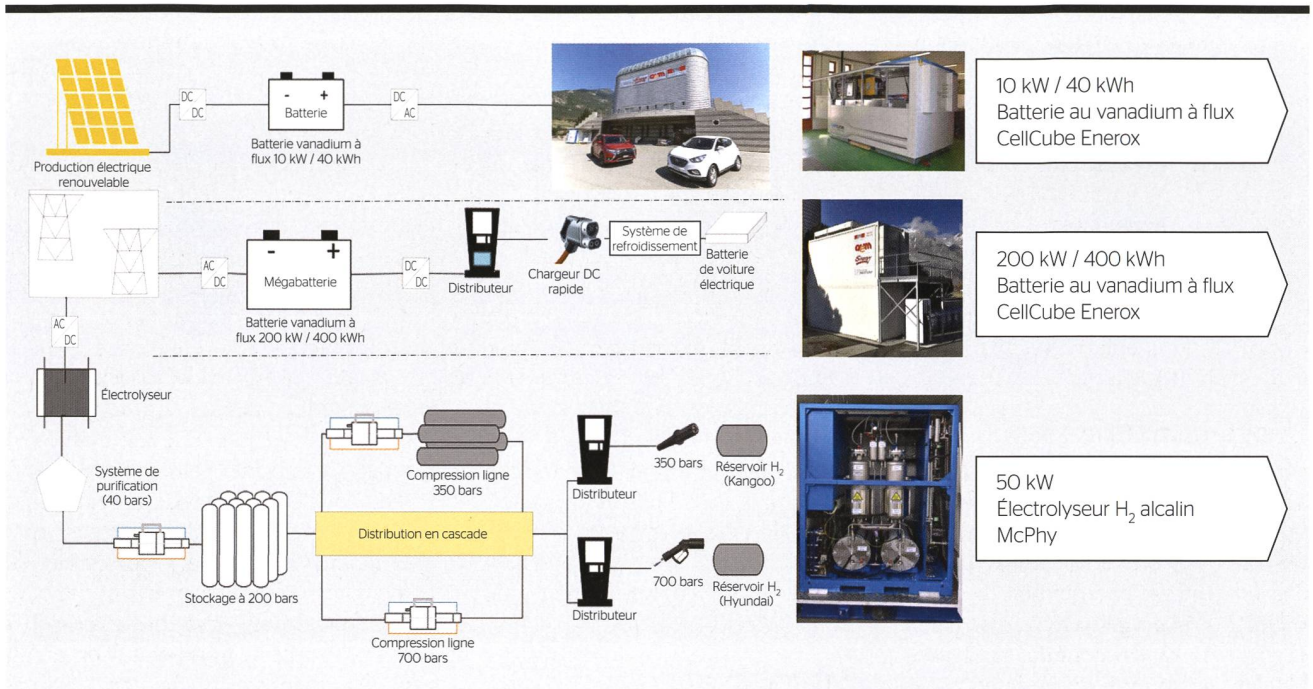 DC
DC
- +
Batterie
DC
AC
Batterie vanadium à
flux 10 kW / 40 kWh
Production électrique
renouvelable
10 kW / 40 kWh
Batterie au vanadium à flux
CellCube Enerox
AC
DC
- +
Mégabatterie
Batterie vanadium à
flux 200 kW / 400 kWh
DC
DC
Distributeur
Chargeur DC
rapide
Système de
refroidissement
Batterie
de voiture
électrique
200 kW / 400 kWh
Batterie au vanadium à flux
CellCube Enerox
AC
DC
Électrolyseur
Système de
purification
(40 bars)
Stockage à 200 bars
Compression ligne
350 bars
Distribution en cascade
Compression ligne
700 bars
Distributeur
350 bars
Réservoir H₂
(Kangoo)
Distributeur
700 bars
Réservoir H₂
(Hyundai)
50 kW
Électrolyseur H₂ alcalin
McPhy